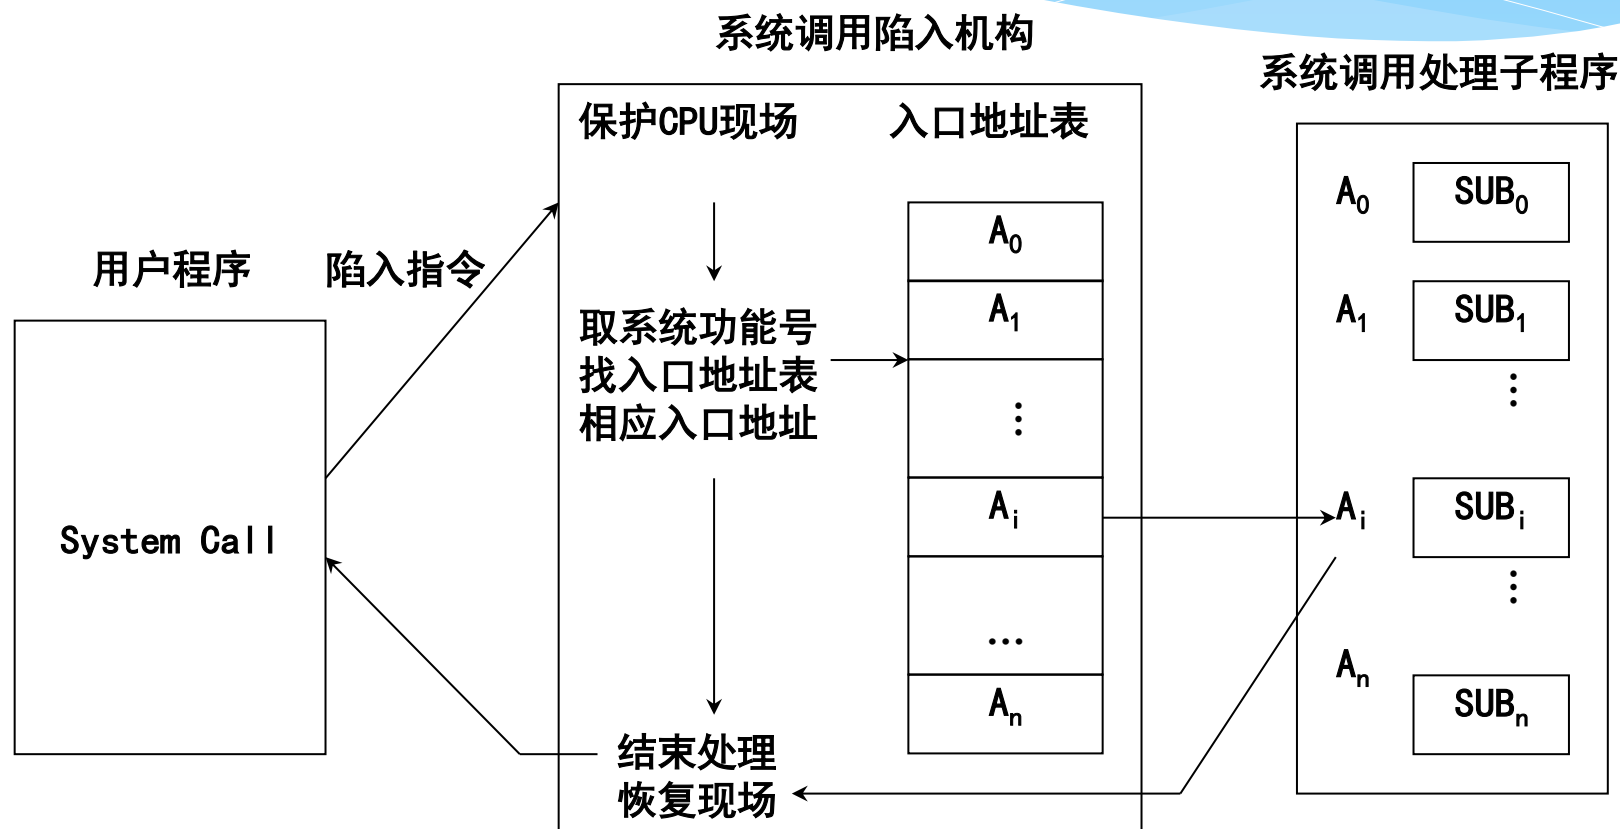 系统调用陷入机构
系统调用处理子程序
保护CPU现场
入口地址表
用户程序
陷入指令
取系统功能号
找入口地址表
相应入口地址
System Call
结束处理
恢复现场
A0
A1
⋮
Ai
...
An
A0 SUB0
A1 SUB1
⋮
Ai SUBi
⋮
An SUBn